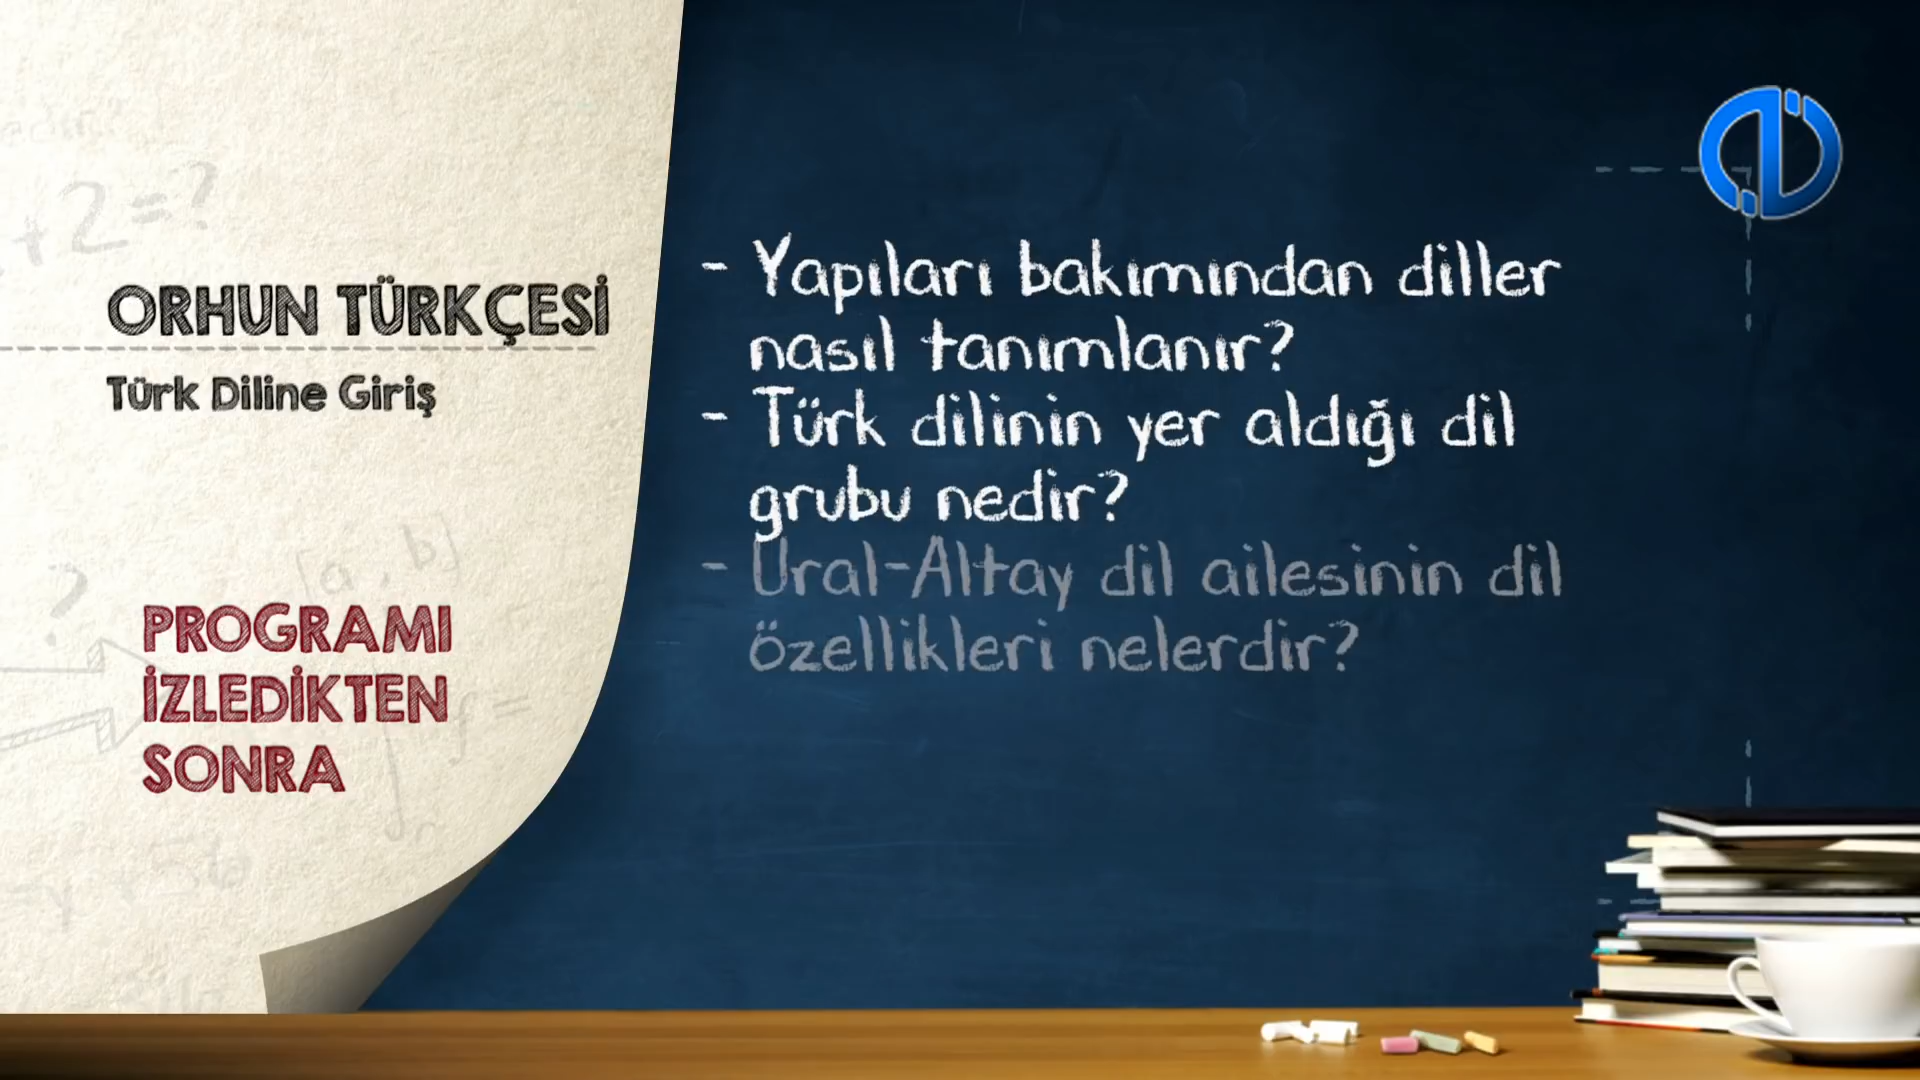 ORHUN TÜRKÇESİ
Türk Diline Giriş
PROGRAMI
İZLEDİKTEN
SONRA
- Yapıları bakımından diller
nasıl tanımlanır?
- Türk dilinin yer aldığı dil
grubu nedir?
- Ural-Altay dil ailesinin dil
özellikleri nelerdir?
+2=?
[a, b]